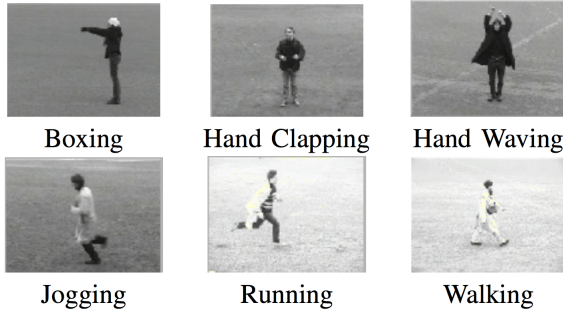 Boxing
Hand Clapping
Hand Waving
Jogging
Running
Walking